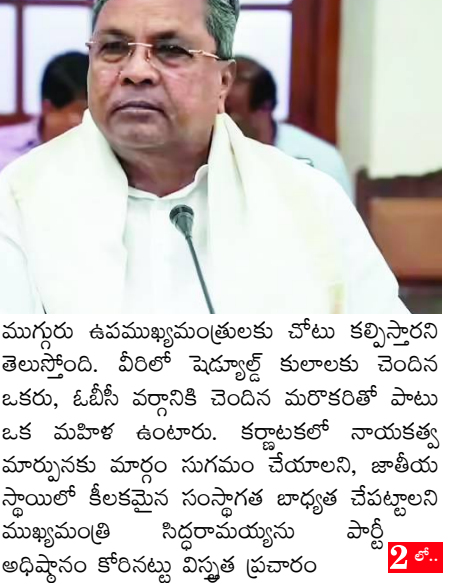 ముగ్గురు ఉపముఖ్యమంత్రులకు చోటు కల్పిస్తారని
తెలుస్తోంది. వీరిలో షెడ్యూల్డ్ కులాలకు చెందిన
ఒకరు, ఓబీసీ వర్గానికి చెందిన మరొకరితో పాటు
ఒక మహిళ ఉంటారు. కర్ణాటకలో నాయకత్వ
మార్పునకు మార్గం సుగమం చేయాలని, జాతీయ
స్థాయిలో కీలకమైన సంస్థాగత బాధ్యత చేపట్టాలని
ముఖ్యమంత్రి సిద్ధరామయ్యను పార్టీ
అధిష్ఠానం కోరినట్టు విస్తృత ప్రచారం
2 లో..